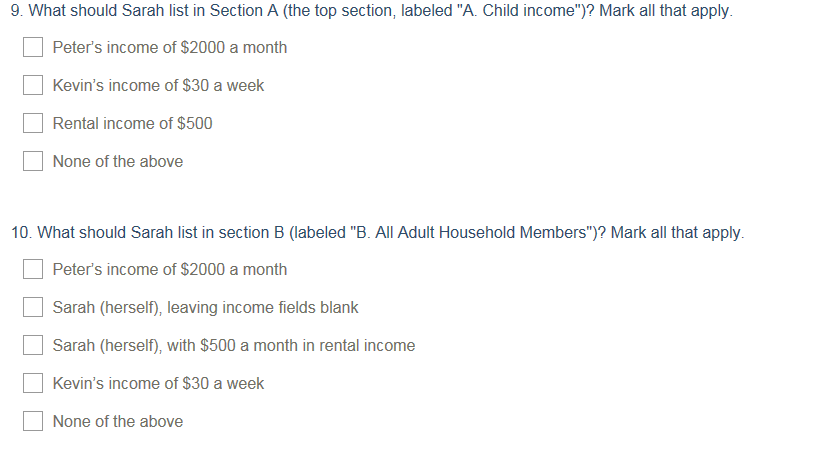 9. What should Sarah list in Section A (the top section, labeled "A. Child income")? Mark all that apply.
Peter's income of $2000 a month
Kevin's income of $30 a week
Rental income of $500
None of the above
10. What should Sarah list in section B (labeled "B. All Adult Household Members")? Mark all that apply.
Peter's income of $2000 a month
Sarah (herself), leaving income fields blank
Sarah (herself), with $500 a month in rental income
Kevin's income of $30 a week
None of the above